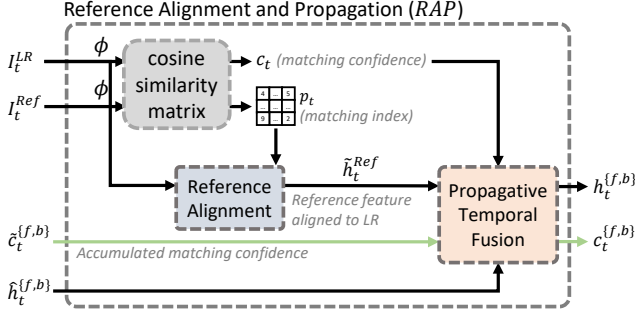 Reference Alignment and Propagation (RAP)
I_t^{LR}
ϕ
I_t^{Ref}
ϕ
cosine
similarity
matrix
c_t (matching confidence)
4 ... 5
... ... ...
9 ... 2
p_t
(matching index)
Reference
Alignment
h̃_t^{Ref}
Reference feature
aligned to LR
Propagative
Temporal
Fusion
h_t^{{f,b}}
c̃_t^{{f,b}}
Accumulated matching confidence
c_t^{{f,b}}
ĥ_t^{{f,b}}